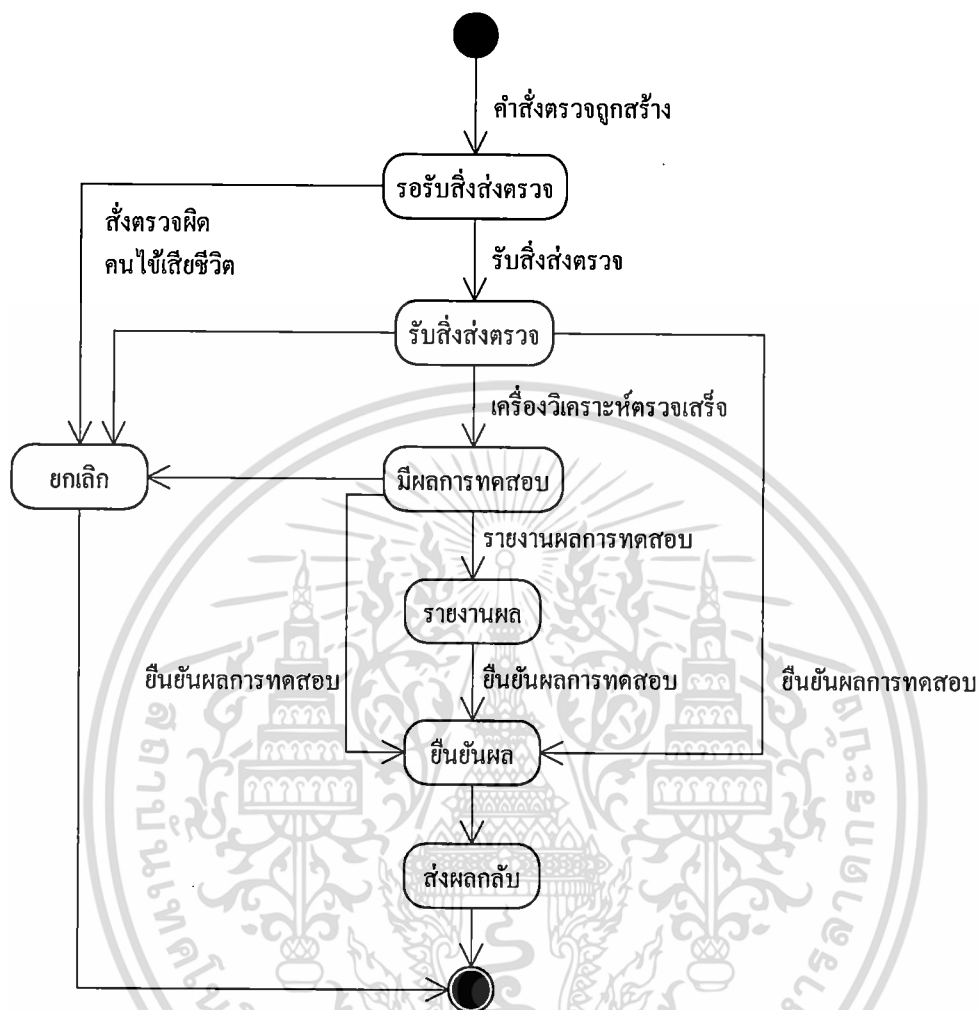 คำสั่งตรวจถูกสร้าง
รอรับสิ่งส่งตรวจ
สั่งตรวจผิด
คนไข้เสียชีวิต
รับสิ่งส่งตรวจ
รับสิ่งส่งตรวจ
เครื่องวิเคราะห์ตรวจเสร็จ
ยกเลิก
มีผลการทดสอบ
รายงานผลการทดสอบ
รายงานผล
ยืนยันผลการทดสอบ
ยืนยันผลการทดสอบ
ยืนยันผลการทดสอบ
ยืนยันผล
ส่งผลกลับ